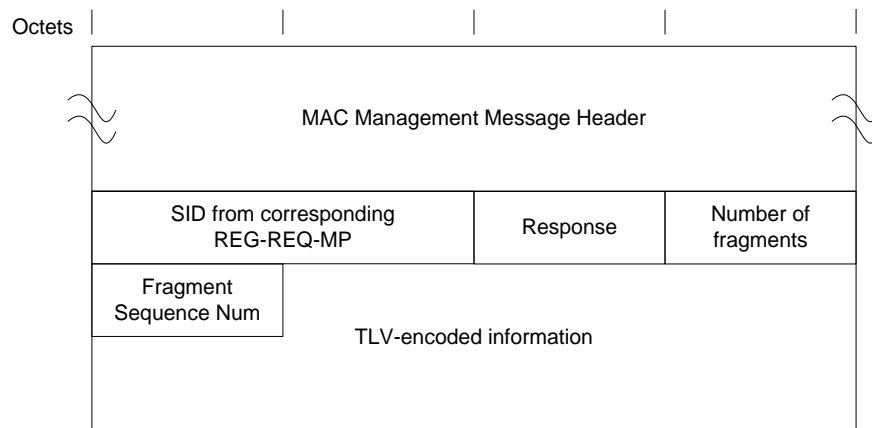 Octets
MAC Management Message Header
SID from corresponding
REG-REQ-MP
Response
Number of
fragments
Fragment
Sequence Num
TLV-encoded information